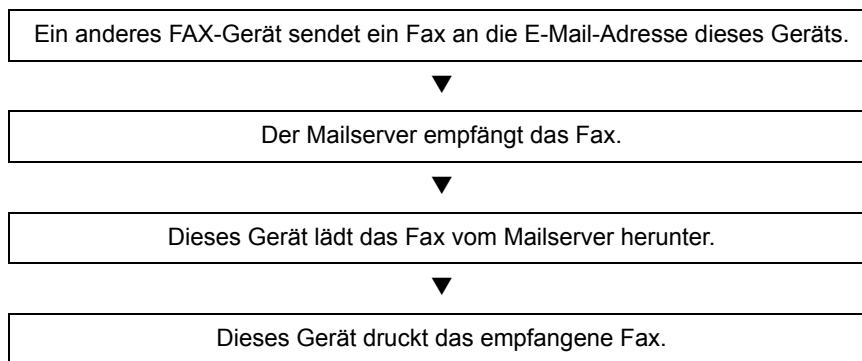 Ein anderes FAX-Gerät sendet ein Fax an die E-Mail-Adresse dieses Geräts.
▼
Der Mailserver empfängt das Fax.
▼
Dieses Gerät lädt das Fax vom Mailserver herunter.
▼
Dieses Gerät druckt das empfangene Fax.